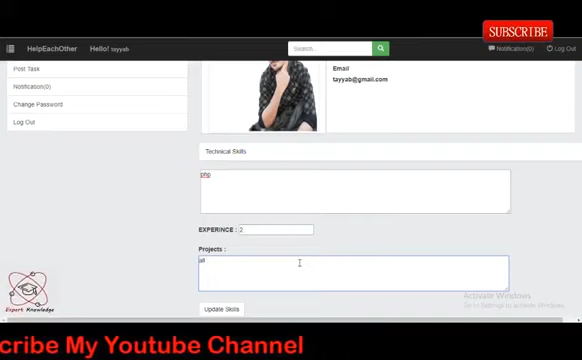 SUBSCRIBE
HelpEachOther Hello! tayyab Search... Notification(0) Log Out
Post Task
Notification(0)
Change Password
Log Out
Email
tayyab@gmail.com
Technical Skills
php
EXPERINCE : 2
Projects :
all
Update Skills
Activate Windows
Go to Settings to activate Windows.
Expert Knowledge
cribe My Youtube Channel